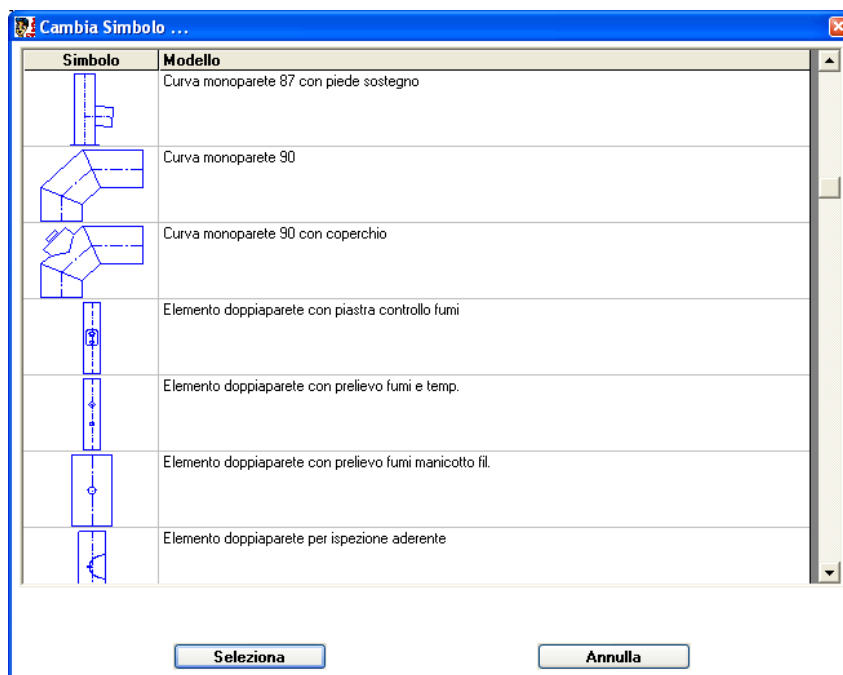 Cambia Simbolo ...
Simbolo Modello
Curva monoparete 87 con piede sostegno
Curva monoparete 90
Curva monoparete 90 con coperchio
Elemento doppiaparete con piastra controllo fumi
Elemento doppiaparete con prelievo fumi e temp.
Elemento doppiaparete con prelievo fumi manicotto fil.
Elemento doppiaparete per ispezione aderente
Seleziona Annulla